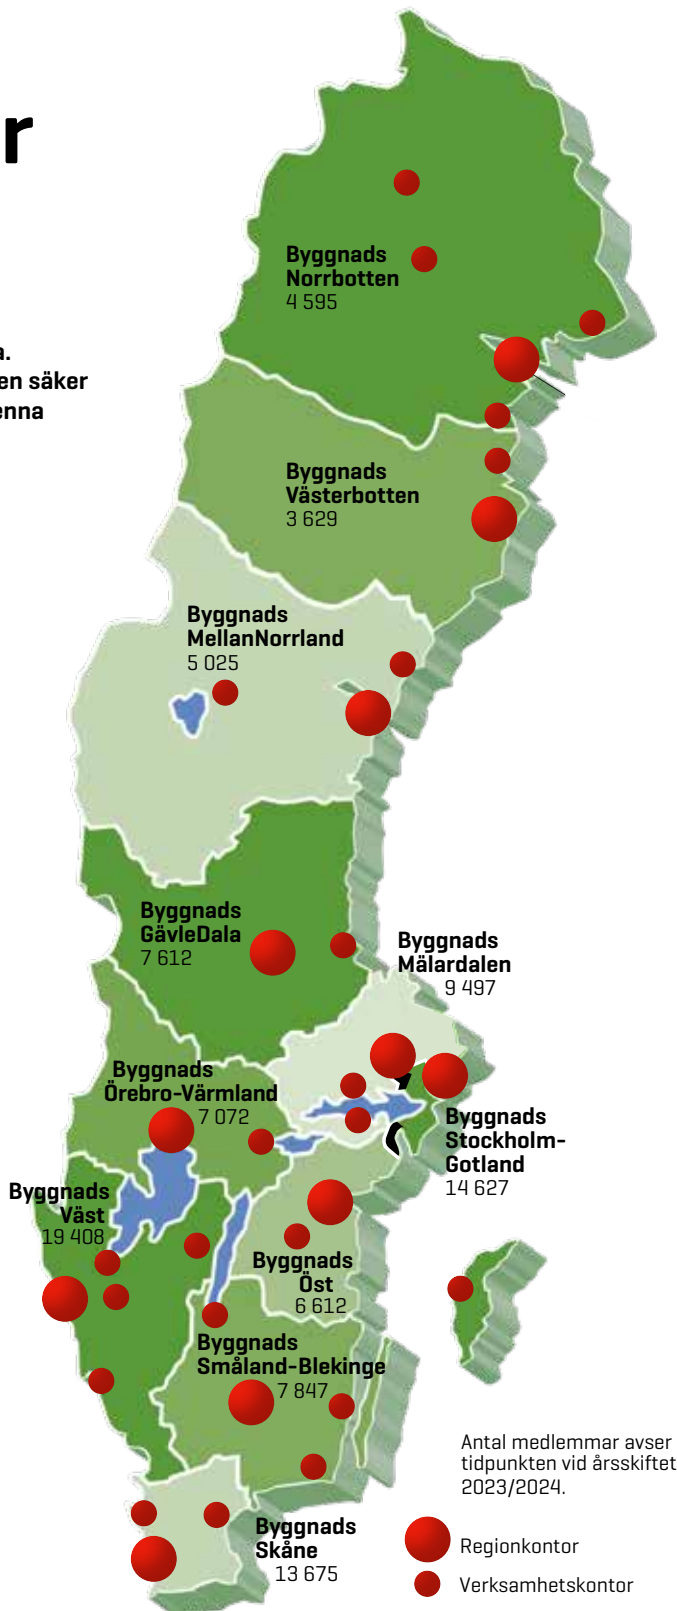 r
a.
en säker
enna
Byggnads
Norrbotten
4 595
Byggnads
Västerbotten
3 629
Byggnads
MellanNorrland
5 025
Byggnads
GävleDala
7 612
Byggnads
Mälardalen
9 497
Byggnads
Örebro-Värmland
7 072
Byggnads
Stockholm-
Gotland
14 627
Byggnads
Väst
19 408
Byggnads
Öst
6 612
Byggnads
Småland-Blekinge
7 847
Byggnads
Skåne
13 675
Antal medlemmar avser
tidpunkten vid årsskiftet
2023/2024.
Regionkontor
Verksamhetskontor